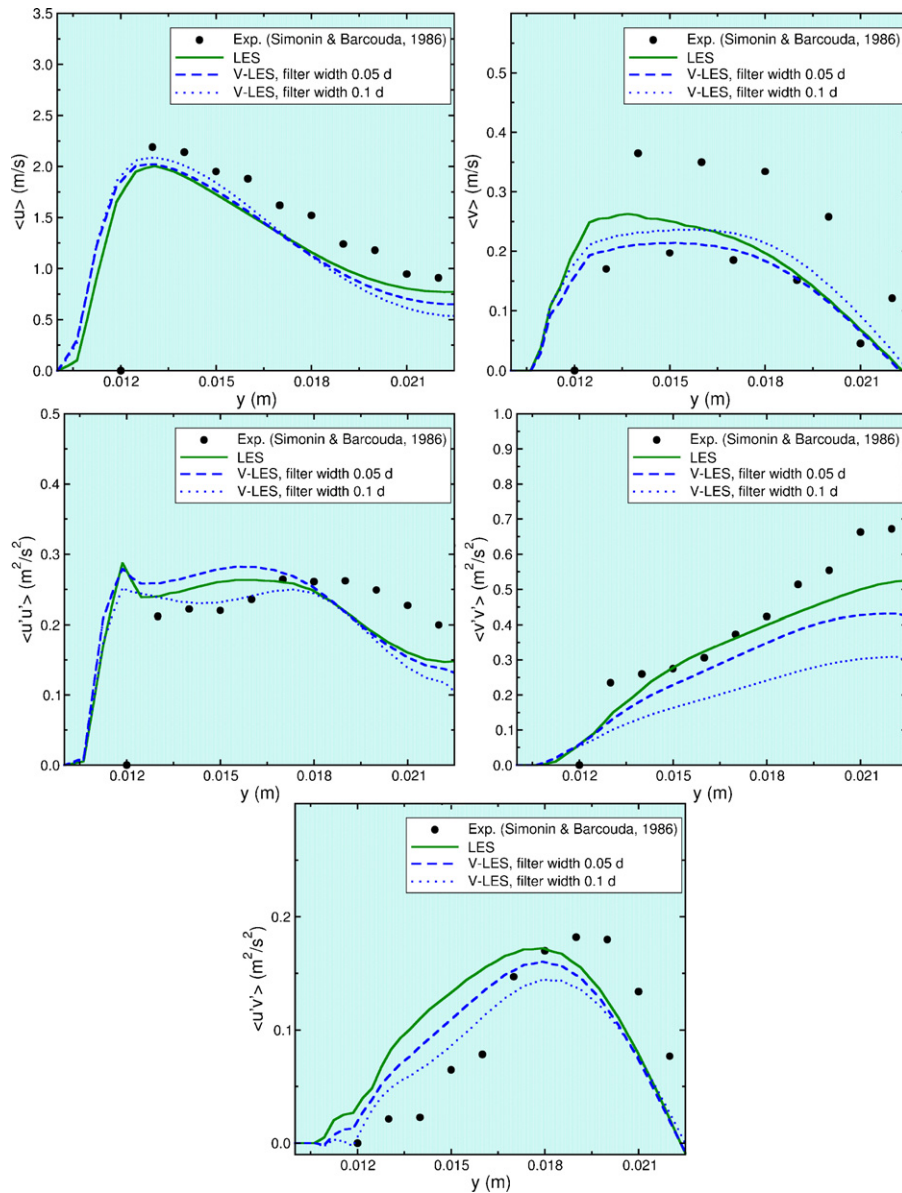 3.5
3.0
2.5
2.0
1.5
1.0
0.5
0.0
<u> (m/s)
Exp. (Simonin & Barcouda, 1986)
LES
V-LES, filter width 0.05 d
V-LES, filter width 0.1 d
0.012 0.015 0.018 0.021
y (m)
0.5
0.4
0.3
0.2
0.1
0.0
<v> (m/s)
Exp. (Simonin & Barcouda, 1986)
LES
V-LES, filter width 0.05 d
V-LES, filter width 0.1 d
0.012 0.015 0.018 0.021
y (m)
0.5
0.4
0.3
0.2
0.1
0.0
<u'u'> (m²/s²)
Exp. (Simonin & Barcouda, 1986)
LES
V-LES, filter width 0.05 d
V-LES, filter width 0.1 d
0.012 0.015 0.018 0.021
y (m)
1.0
0.9
0.8
0.7
0.6
0.5
0.4
0.3
0.2
0.1
0.0
<v'v'> (m²/s²)
Exp. (Simonin & Barcouda, 1986)
LES
V-LES, filter width 0.05 d
V-LES, filter width 0.1 d
0.012 0.015 0.018 0.021
y (m)
0.2
0.1
0.0
<u'v'> (m²/s²)
Exp. (Simonin & Barcouda, 1986)
LES
V-LES, filter width 0.05 d
V-LES, filter width 0.1 d
0.012 0.015 0.018 0.021
y (m)